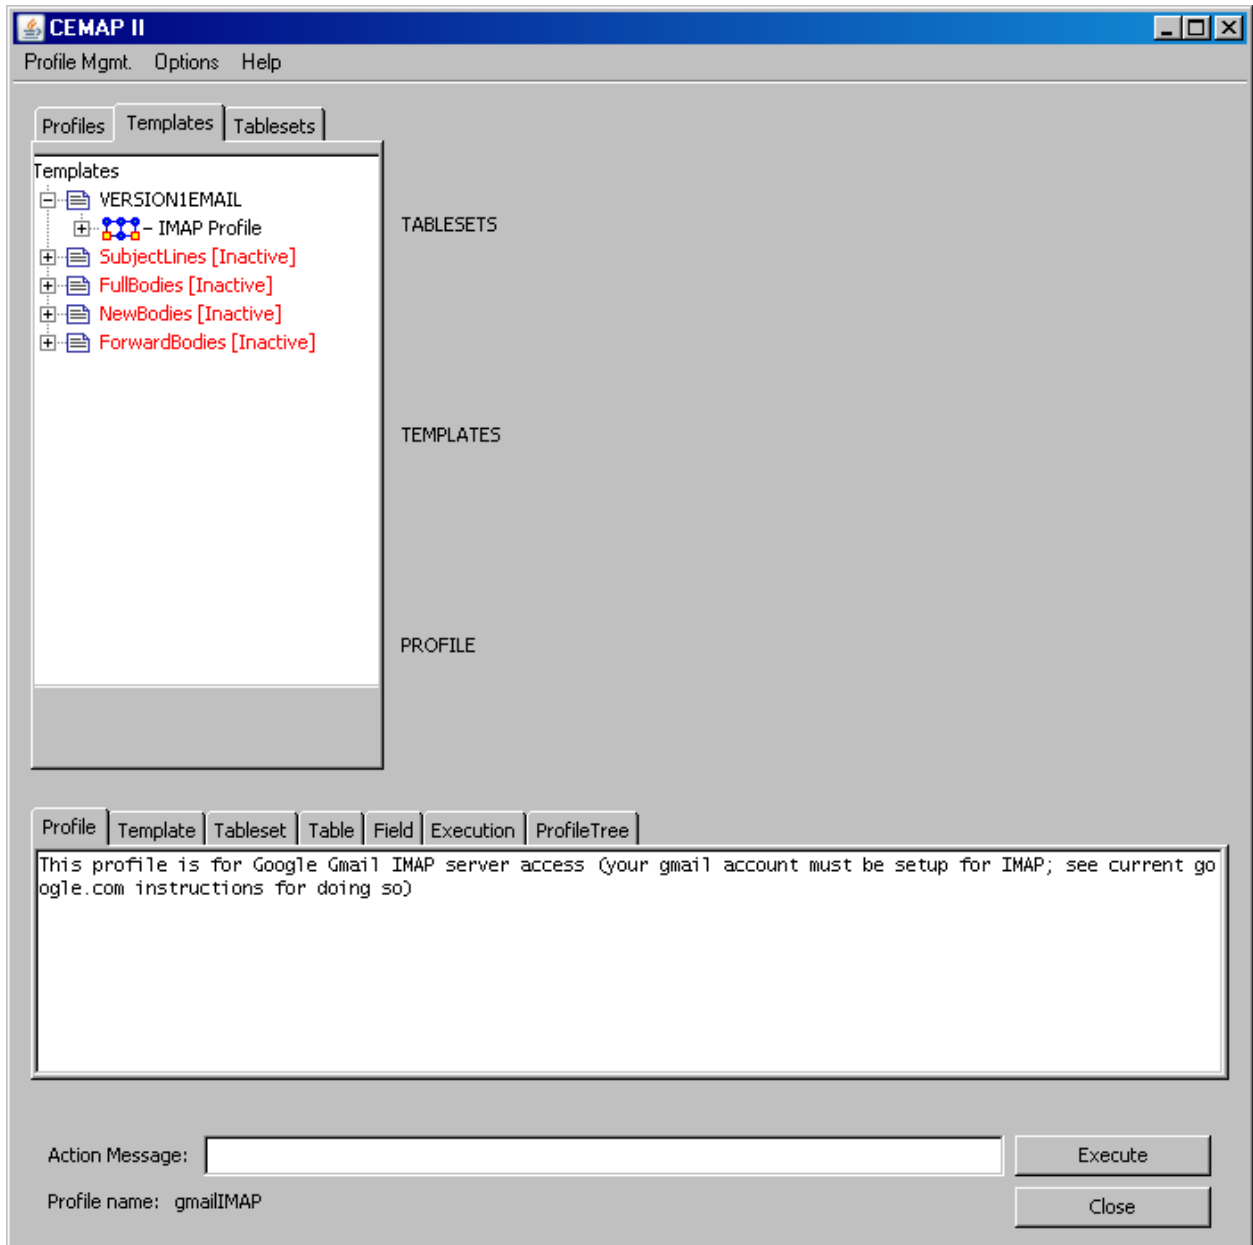 CEMAP II
Profile Mgmt. Options Help
Profiles Templates Tablesets
Templates
VERSION1EMAIL
IMAP Profile
SubjectLines [Inactive]
FullBodies [Inactive]
NewBodies [Inactive]
ForwardBodies [Inactive]
TABLESETS
TEMPLATES
PROFILE
Profile Template Tableset Table Field Execution ProfileTree
This profile is for Google Gmail IMAP server access (your gmail account must be setup for IMAP; see current go
ogle.com instructions for doing so)
Action Message: Execute
Profile name: gmailIMAP Close